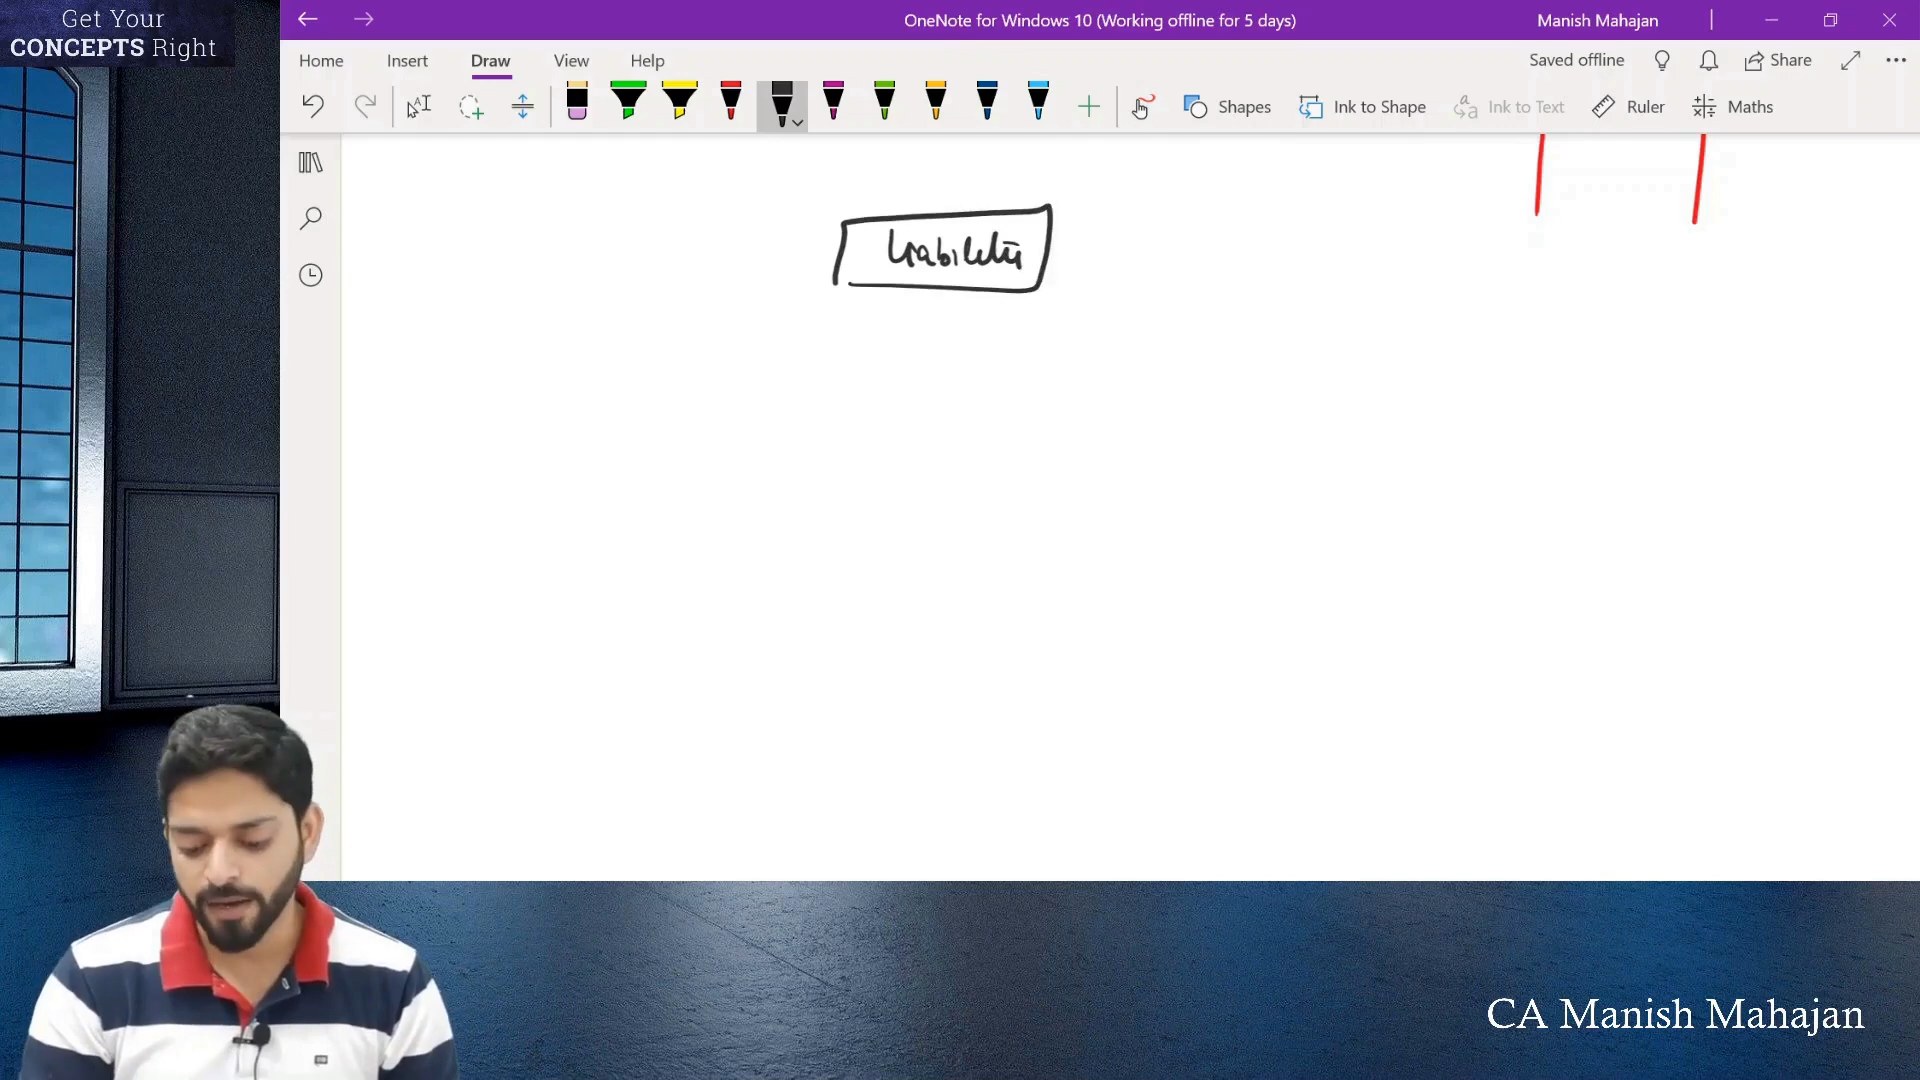 Get Your
CONCEPTS Right
OneNote for Windows 10 (Working offline for 5 days)
Manish Mahajan
Home
Insert
Draw
View
Help
Saved offline
Share
Shapes
Ink to Shape
Ink to Text
Ruler
Maths
CA Manish Mahajan